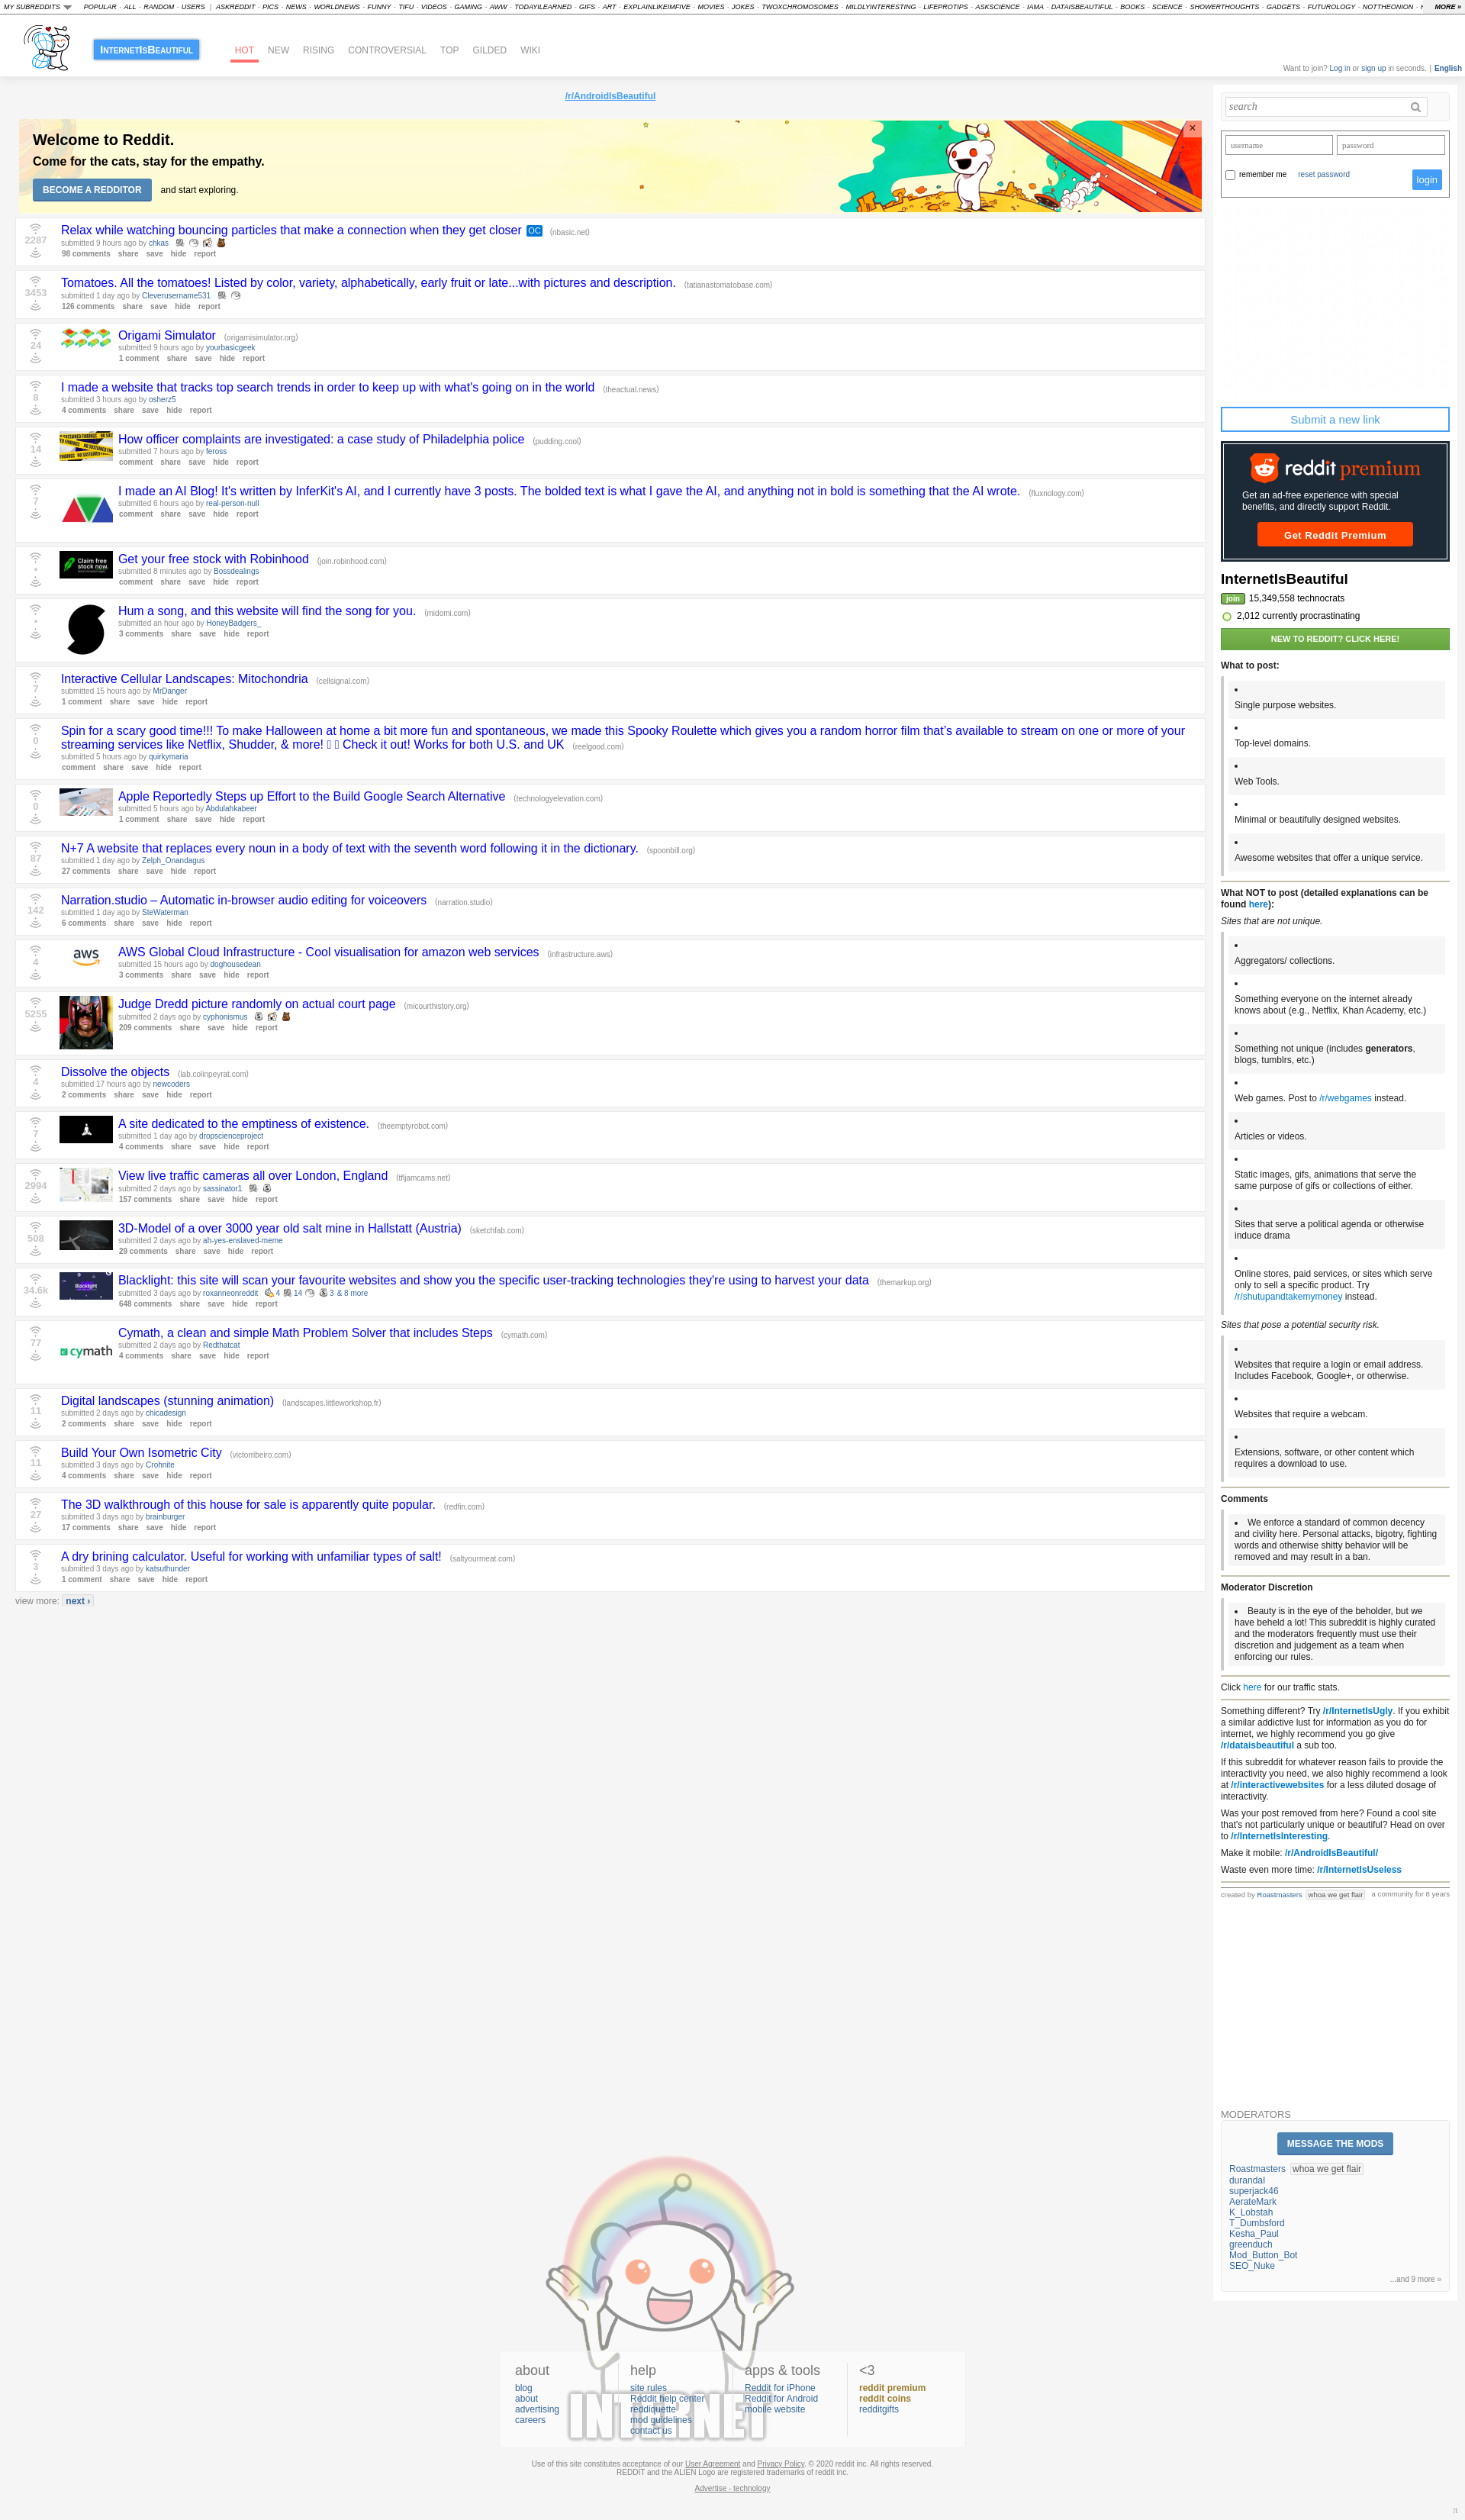 MY SUBREDDITS POPULAR - ALL - RANDOM - USERS | ASKREDDIT - PICS - NEWS - WORLDNEWS - FUNNY - TIFU - VIDEOS - GAMING - AWW - TODAYILEARNED - GIFS - ART - EXPLAINLIKEIMFIVE - MOVIES - JOKES - TWOXCHROMOSOMES - MILDLYINTERESTING - LIFEPROTIPS - ASKSCIENCE - IAMA - DATAISBEAUTIFUL - BOOKS - SCIENCE - SHOWERTHOUGHTS - GADGETS - FUTUROLOGY - NOTTHEONION - MORE »
InternetIsBeautiful HOT NEW RISING CONTROVERSIAL TOP GILDED WIKI
Want to join? Log in or sign up in seconds. | English
/r/AndroidIsBeautiful
Welcome to Reddit.
Come for the cats, stay for the empathy.
BECOME A REDDITOR and start exploring.
×
2287
Relax while watching bouncing particles that make a connection when they get closer OC (nbasic.net)
submitted 9 hours ago by chkas
98 comments share save hide report
3453
Tomatoes. All the tomatoes! Listed by color, variety, alphabetically, early fruit or late...with pictures and description. (tatianastomatobase.com)
submitted 1 day ago by Cleverusername531
126 comments share save hide report
24
Origami Simulator (origamisimulator.org)
submitted 9 hours ago by yourbasicgeek
1 comment share save hide report
8
I made a website that tracks top search trends in order to keep up with what's going on in the world (theactual.news)
submitted 3 hours ago by osherz5
4 comments share save hide report
14
How officer complaints are investigated: a case study of Philadelphia police (pudding.cool)
submitted 7 hours ago by feross
comment share save hide report
7
I made an AI Blog! It's written by InferKit's AI, and I currently have 3 posts. The bolded text is what I gave the AI, and anything not in bold is something that the AI wrote. (fluxnology.com)
submitted 6 hours ago by real-person-null
comment share save hide report
•
Claim free stock now.
Get your free stock with Robinhood (join.robinhood.com)
submitted 8 minutes ago by Bossdealings
comment share save hide report
•
Hum a song, and this website will find the song for you. (midomi.com)
submitted an hour ago by HoneyBadgers_
3 comments share save hide report
7
Interactive Cellular Landscapes: Mitochondria (cellsignal.com)
submitted 15 hours ago by MrDanger
1 comment share save hide report
0
Spin for a scary good time!!! To make Halloween at home a bit more fun and spontaneous, we made this Spooky Roulette which gives you a random horror film that’s available to stream on one or more of your
streaming services like Netflix, Shudder, & more! Check it out! Works for both U.S. and UK (reelgood.com)
submitted 5 hours ago by quirkymaria
comment share save hide report
0
Apple Reportedly Steps up Effort to the Build Google Search Alternative (technologyelevation.com)
submitted 5 hours ago by Abdulahkabeer
1 comment share save hide report
87
N+7 A website that replaces every noun in a body of text with the seventh word following it in the dictionary. (spoonbill.org)
submitted 1 day ago by Zelph_Onandagus
27 comments share save hide report
142
Narration.studio – Automatic in-browser audio editing for voiceovers (narration.studio)
submitted 1 day ago by SteWaterman
6 comments share save hide report
4
aws
AWS Global Cloud Infrastructure - Cool visualisation for amazon web services (infrastructure.aws)
submitted 15 hours ago by doghousedean
3 comments share save hide report
5255
Judge Dredd picture randomly on actual court page (micourthistory.org)
submitted 2 days ago by cyphonismus
209 comments share save hide report
4
Dissolve the objects (lab.colinpeyrat.com)
submitted 17 hours ago by newcoders
2 comments share save hide report
7
A site dedicated to the emptiness of existence. (theemptyrobot.com)
submitted 1 day ago by dropscienceproject
4 comments share save hide report
2994
View live traffic cameras all over London, England (tfljamcams.net)
submitted 2 days ago by sassinator1
157 comments share save hide report
508
3D-Model of a over 3000 year old salt mine in Hallstatt (Austria) (sketchfab.com)
submitted 2 days ago by ah-yes-enslaved-meme
29 comments share save hide report
34.6k
Blacklight
Blacklight: this site will scan your favourite websites and show you the specific user-tracking technologies they're using to harvest your data (themarkup.org)
submitted 3 days ago by roxanneonreddit 4 14 3 & 8 more
648 comments share save hide report
77
cymath
Cymath, a clean and simple Math Problem Solver that includes Steps (cymath.com)
submitted 2 days ago by Redthatcat
4 comments share save hide report
11
Digital landscapes (stunning animation) (landscapes.littleworkshop.fr)
submitted 2 days ago by chicadesign
2 comments share save hide report
11
Build Your Own Isometric City (victorribeiro.com)
submitted 3 days ago by Crohnite
4 comments share save hide report
27
The 3D walkthrough of this house for sale is apparently quite popular. (redfin.com)
submitted 3 days ago by brainburger
17 comments share save hide report
3
A dry brining calculator. Useful for working with unfamiliar types of salt! (saltyourmeat.com)
submitted 3 days ago by katsuthunder
1 comment share save hide report
view more: next ›
search
username password
remember me reset password login
Submit a new link
reddit premium
Get an ad-free experience with special
benefits, and directly support Reddit.
Get Reddit Premium
InternetIsBeautiful
join 15,349,558 technocrats
2,012 currently procrastinating
NEW TO REDDIT? CLICK HERE!
What to post:
Single purpose websites.
Top-level domains.
Web Tools.
Minimal or beautifully designed websites.
Awesome websites that offer a unique service.
What NOT to post (detailed explanations can be
found here):
Sites that are not unique.
Aggregators/ collections.
Something everyone on the internet already
knows about (e.g., Netflix, Khan Academy, etc.)
Something not unique (includes generators,
blogs, tumblrs, etc.)
Web games. Post to /r/webgames instead.
Articles or videos.
Static images, gifs, animations that serve the
same purpose of gifs or collections of either.
Sites that serve a political agenda or otherwise
induce drama
Online stores, paid services, or sites which serve
only to sell a specific product. Try
/r/shutupandtakemymoney instead.
Sites that pose a potential security risk.
Websites that require a login or email address.
Includes Facebook, Google+, or otherwise.
Websites that require a webcam.
Extensions, software, or other content which
requires a download to use.
Comments
We enforce a standard of common decency
and civility here. Personal attacks, bigotry, fighting
words and otherwise shitty behavior will be
removed and may result in a ban.
Moderator Discretion
Beauty is in the eye of the beholder, but we
have beheld a lot! This subreddit is highly curated
and the moderators frequently must use their
discretion and judgement as a team when
enforcing our rules.
Click here for our traffic stats.
Something different? Try /r/InternetIsUgly. If you exhibit
a similar addictive lust for information as you do for
internet, we highly recommend you go give
/r/dataisbeautiful a sub too.
If this subreddit for whatever reason fails to provide the
interactivity you need, we also highly recommend a look
at /r/interactivewebsites for a less diluted dosage of
interactivity.
Was your post removed from here? Found a cool site
that's not particularly unique or beautiful? Head on over
to /r/InternetIsInteresting.
Make it mobile: /r/AndroidIsBeautiful/
Waste even more time: /r/InternetIsUseless
created by Roastmasters whoa we get flair a community for 8 years
MODERATORS
MESSAGE THE MODS
Roastmasters whoa we get flair
durandal
superjack46
AerateMark
K_Lobstah
T_Dumbsford
Kesha_Paul
greenduch
Mod_Button_Bot
SEO_Nuke
...and 9 more »
INTERNET
about
blog
about
advertising
careers
help
site rules
Reddit help center
reddiquette
mod guidelines
contact us
apps & tools
Reddit for iPhone
Reddit for Android
mobile website
<3
reddit premium
reddit coins
redditgifts
Use of this site constitutes acceptance of our User Agreement and Privacy Policy. © 2020 reddit inc. All rights reserved.
REDDIT and the ALIEN Logo are registered trademarks of reddit inc.
Advertise - technology
π